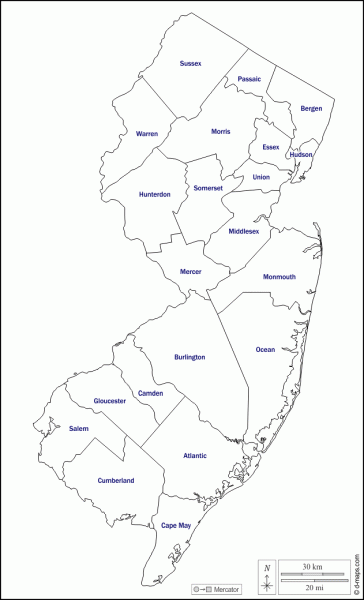 Sussex
Passaic
Bergen
Warren
Morris
Essex
Hudson
Union
Hunterdon
Somerset
Middlesex
Mercer
Monmouth
Ocean
Burlington
Camden
Gloucester
Salem
Atlantic
Cumberland
Cape May
N
30 km
20 mi
Mercator
© d-maps.com